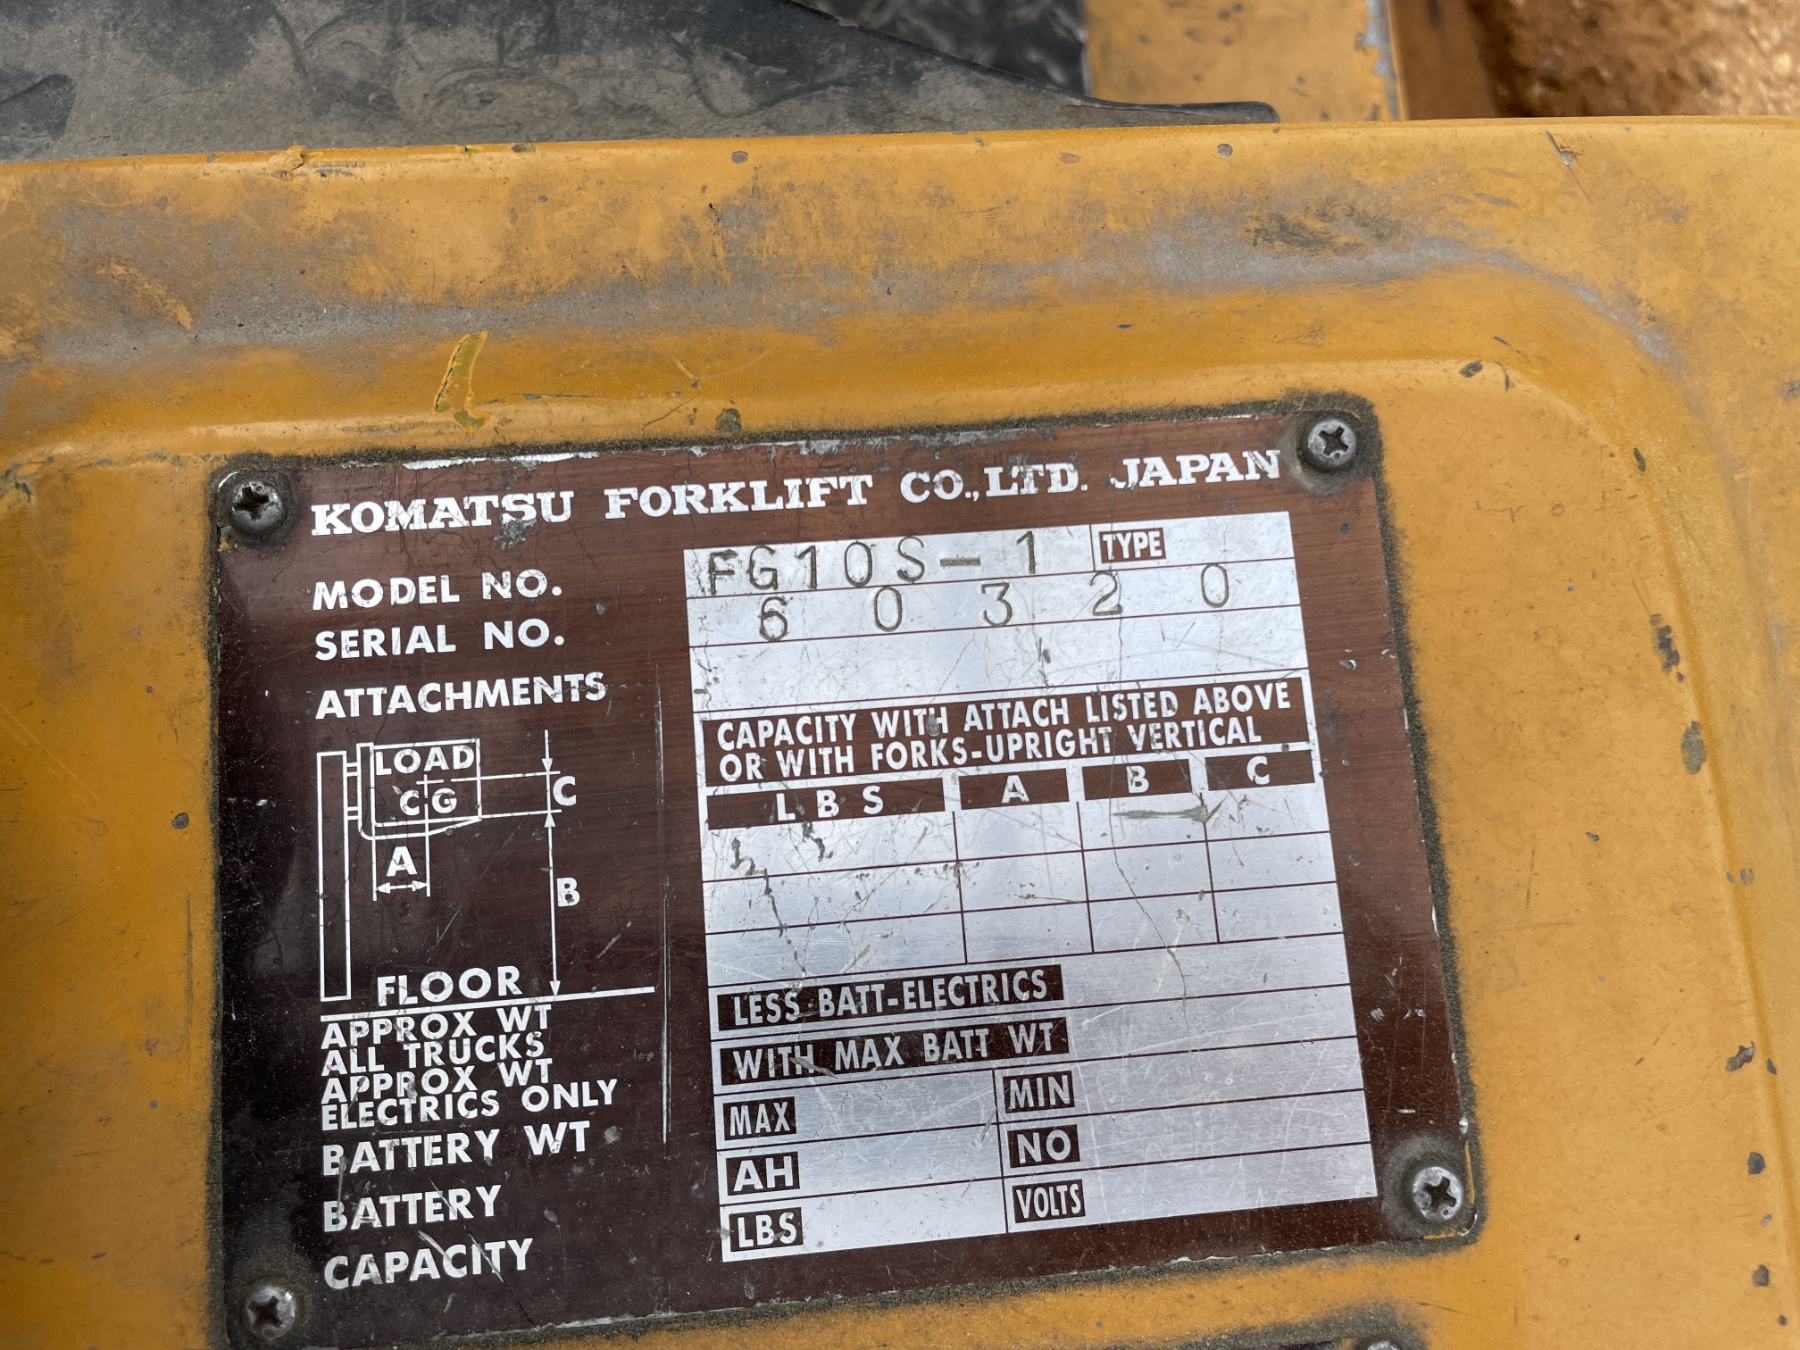 KOMATSU FORKLIFT CO., LTD. JAPAN
MODEL NO. FG10S-1 TYPE
SERIAL NO. 60320
ATTACHMENTS
CAPACITY WITH ATTACH LISTED ABOVE
OR WITH FORKS-UPRIGHT VERTICAL
LBS A B C
LOAD
CG
C
A
B
FLOOR
APPROX WT
ALL TRUCKS
LESS BATT-ELECTRICS
APPROX WT
ELECTRICS ONLY
WITH MAX BATT WT
BATTERY WT
MAX MIN
BATTERY
AH NO
CAPACITY
LBS VOLTS